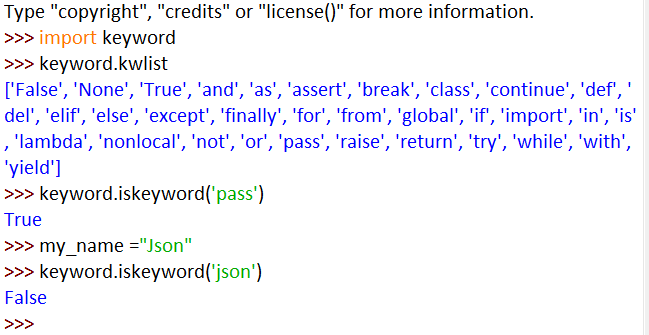 Type "copyright", "credits" or "license()" for more information.
>>> import keyword
>>> keyword.kwlist
['False', 'None', 'True', 'and', 'as', 'assert', 'break', 'class', 'continue', 'def', '
del', 'elif', 'else', 'except', 'finally', 'for', 'from', 'global', 'if', 'import', 'in', 'is'
, 'lambda', 'nonlocal', 'not', 'or', 'pass', 'raise', 'return', 'try', 'while', 'with',
'yield']
>>> keyword.iskeyword('pass')
True
>>> my_name ="Json"
>>> keyword.iskeyword('json')
False
>>>